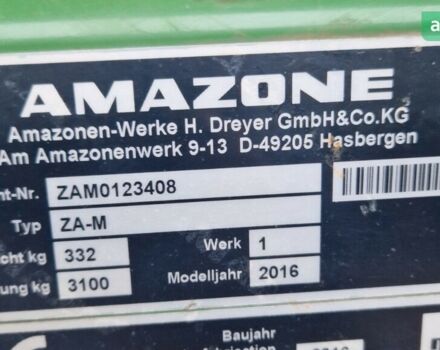 AMAZONE
Amazonen-Werke H. Dreyer GmbH&Co.KG
Am Amazonenwerk 9-13 D-49205 Hasbergen
nt-Nr. ZAM0123408
Typ ZA-M
icht kg 332 Werk 1
ung kg 3100 Modelljahr 2016
Baujahr